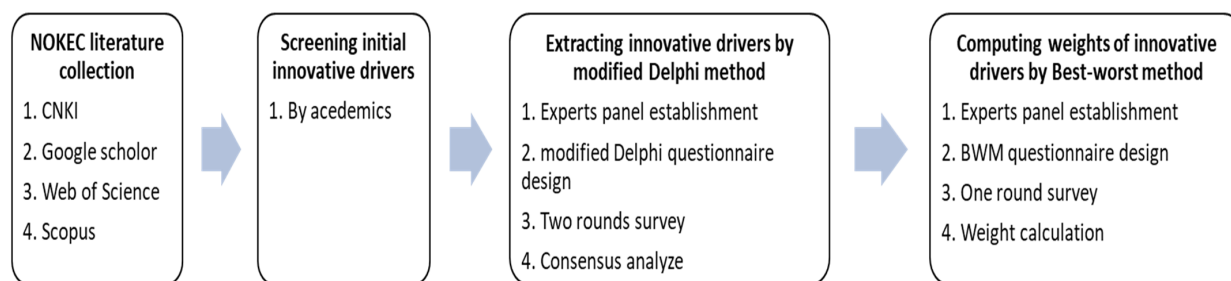 NOKEC literature
collection
1. CNKI
2. Google scholor
3. Web of Science
4. Scopus
Screening initial
innovative drivers
1. By acedemics
Extracting innovative drivers by
modified Delphi method
1. Experts panel establishment
2. modified Delphi questionnaire
design
3. Two rounds survey
4. Consensus analyze
Computing weights of innovative
drivers by Best-worst method
1. Experts panel establishment
2. BWM questionnaire design
3. One round survey
4. Weight calculation